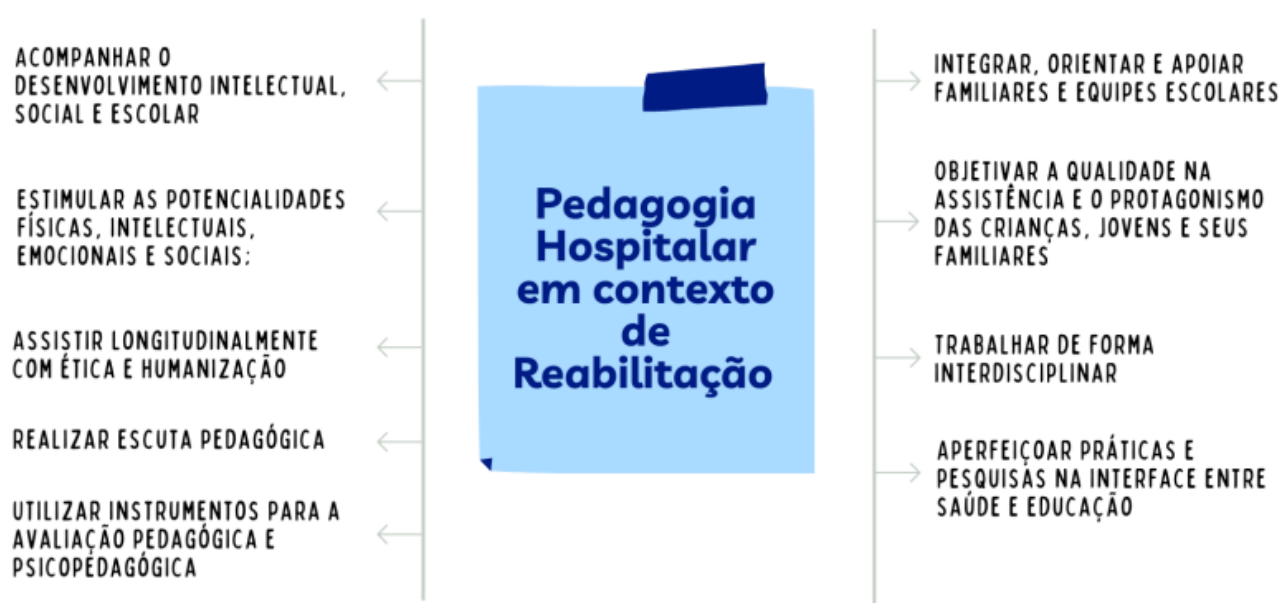 ACOMPANHAR O
DESENVOLVIMENTO INTELECTUAL,
SOCIAL E ESCOLAR
ESTIMULAR AS POTENCIALIDADES
FÍSICAS, INTELECTUAIS,
EMOCIONAIS E SOCIAIS;
ASSISTIR LONGITUDINALMENTE
COM ÉTICA E HUMANIZAÇÃO
REALIZAR ESCUTA PEDAGÓGICA
UTILIZAR INSTRUMENTOS PARA A
AVALIAÇÃO PEDAGÓGICA E
PSICOPEDAGÓGICA
Pedagogia
Hospitalar
em contexto
de
Reabilitação
INTEGRAR, ORIENTAR E APOIAR
FAMILIARES E EQUIPES ESCOLARES
OBJETIVAR A QUALIDADE NA
ASSISTÊNCIA E O PROTAGONISMO
DAS CRIANÇAS, JOVENS E SEUS
FAMILIARES
TRABALHAR DE FORMA
INTERDISCIPLINAR
APERFEIÇOAR PRÁTICAS E
PESQUISAS NA INTERFACE ENTRE
SAÚDE E EDUCAÇÃO